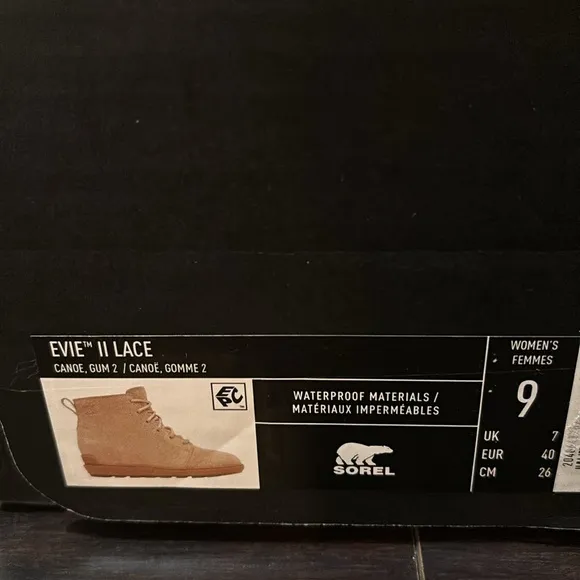 EVIE™ II LACE
CANOE, GUM 2 / CANOË, GOMME 2
WATERPROOF MATERIALS /
MATÉRIAUX IMPERMÉABLES
SOREL
WOMEN'S
FEMMES
9
UK 7
EUR 40
CM 26